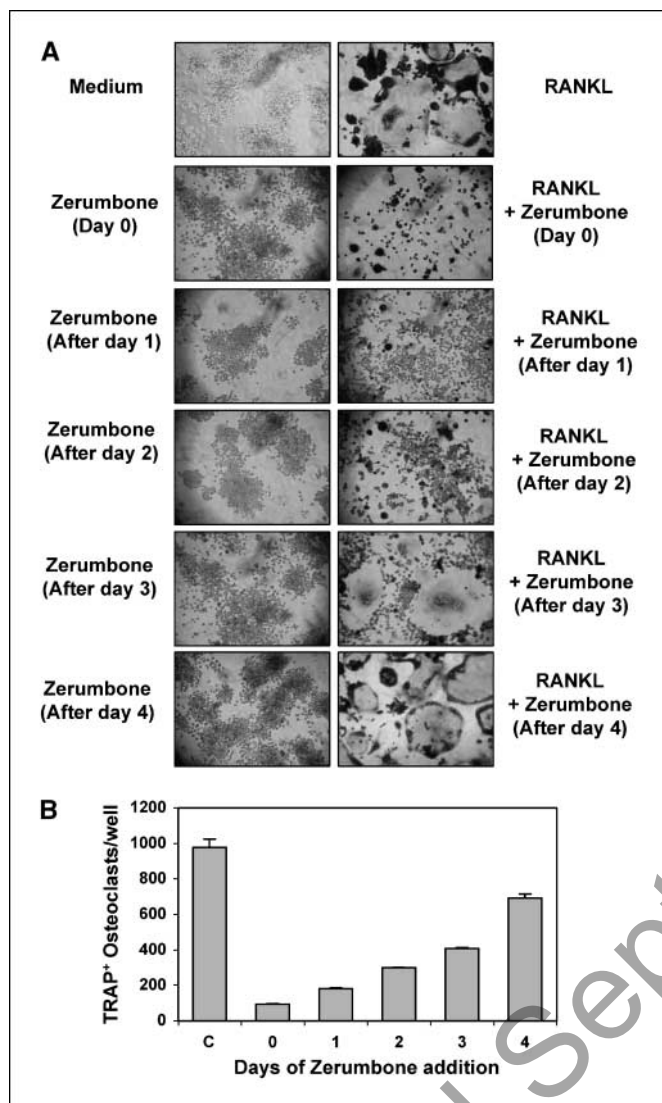 A
Medium
RANKL
Zerumbone
(Day 0)
RANKL
+ Zerumbone
(Day 0)
Zerumbone
(After day 1)
RANKL
+ Zerumbone
(After day 1)
Zerumbone
(After day 2)
RANKL
+ Zerumbone
(After day 2)
Zerumbone
(After day 3)
RANKL
+ Zerumbone
(After day 3)
Zerumbone
(After day 4)
RANKL
+ Zerumbone
(After day 4)
B
TRAP⁺ Osteoclasts/well
1200
1000
800
600
400
200
0
C 0 1 2 3 4
Days of Zerumbone addition